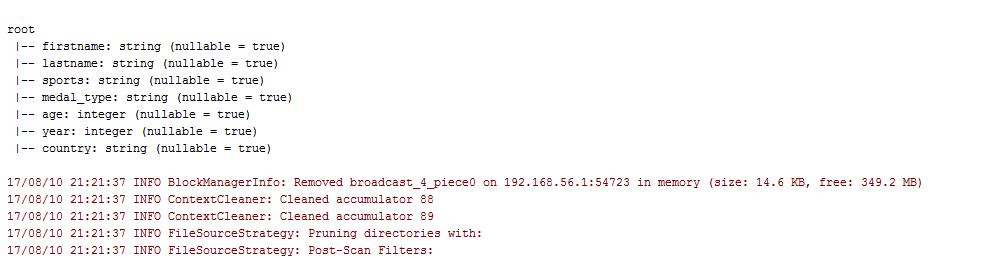 root
 |-- firstname: string (nullable = true)
 |-- lastname: string (nullable = true)
 |-- sports: string (nullable = true)
 |-- medal_type: string (nullable = true)
 |-- age: integer (nullable = true)
 |-- year: integer (nullable = true)
 |-- country: string (nullable = true)

17/08/10 21:21:37 INFO BlockManagerInfo: Removed broadcast_4_piece0 on 192.168.56.1:54723 in memory (size: 14.6 KB, free: 349.2 MB)
17/08/10 21:21:37 INFO ContextCleaner: Cleaned accumulator 88
17/08/10 21:21:37 INFO ContextCleaner: Cleaned accumulator 89
17/08/10 21:21:37 INFO FileSourceStrategy: Pruning directories with:
17/08/10 21:21:37 INFO FileSourceStrategy: Post-Scan Filters: